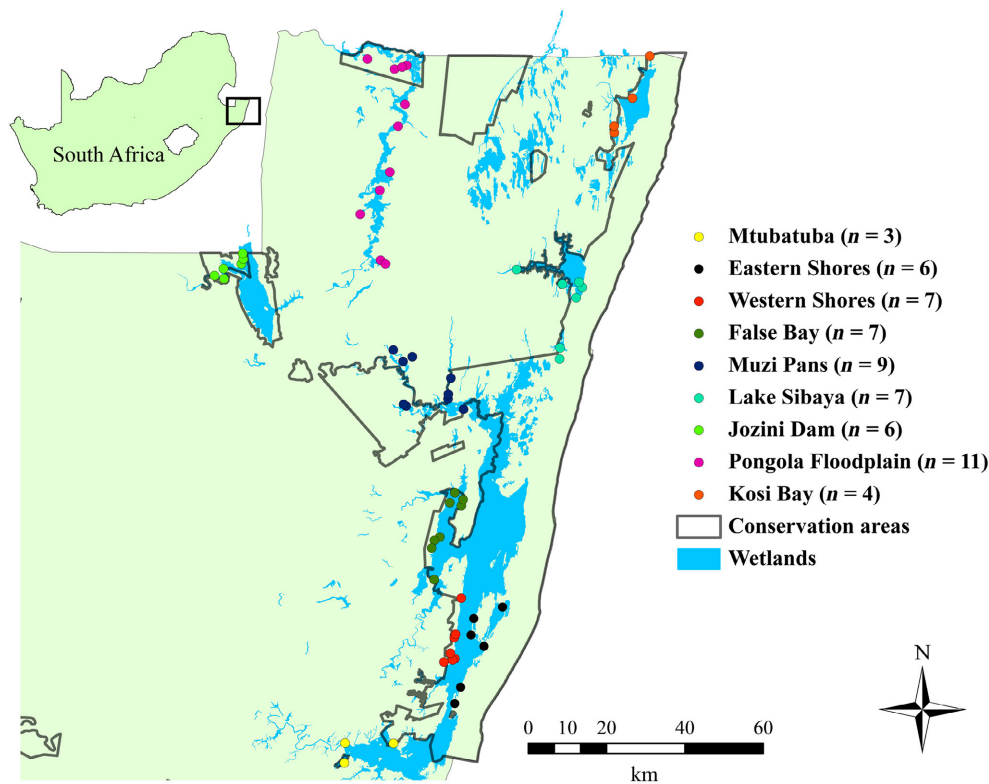 South Africa
Mtubatuba (n = 3)
Eastern Shores (n = 6)
Western Shores (n = 7)
False Bay (n = 7)
Muzi Pans (n = 9)
Lake Sibaya (n = 7)
Jozini Dam (n = 6)
Pongola Floodplain (n = 11)
Kosi Bay (n = 4)
Conservation areas
Wetlands
N
0 10 20 40 60
km